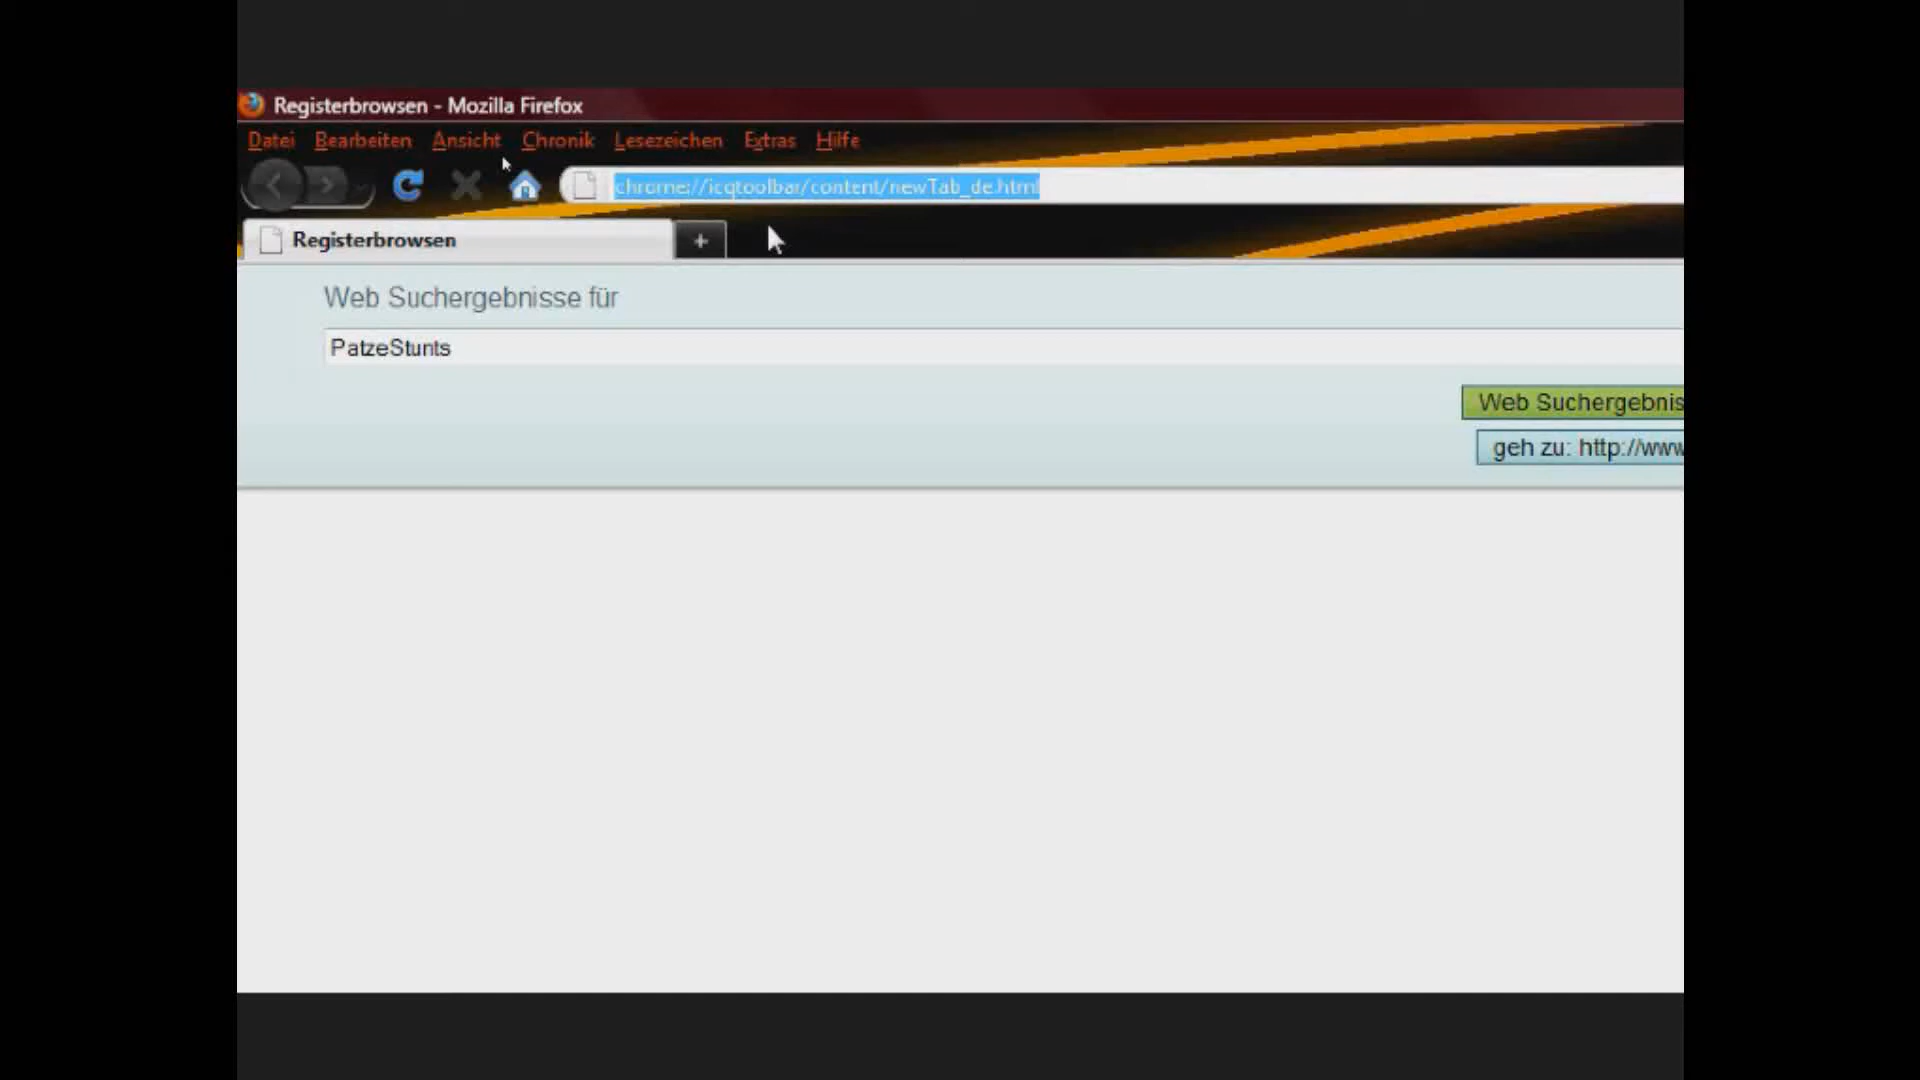 Registerbrowsen - Mozilla Firefox
Datei Bearbeiten Ansicht Chronik Lesezeichen Extras Hilfe
chrome://icqtoolbar/content/newTab_de.html
Registerbrowsen
Web Suchergebnisse für
PatzeStunts
Web Suchergebnis
geh zu: http://www